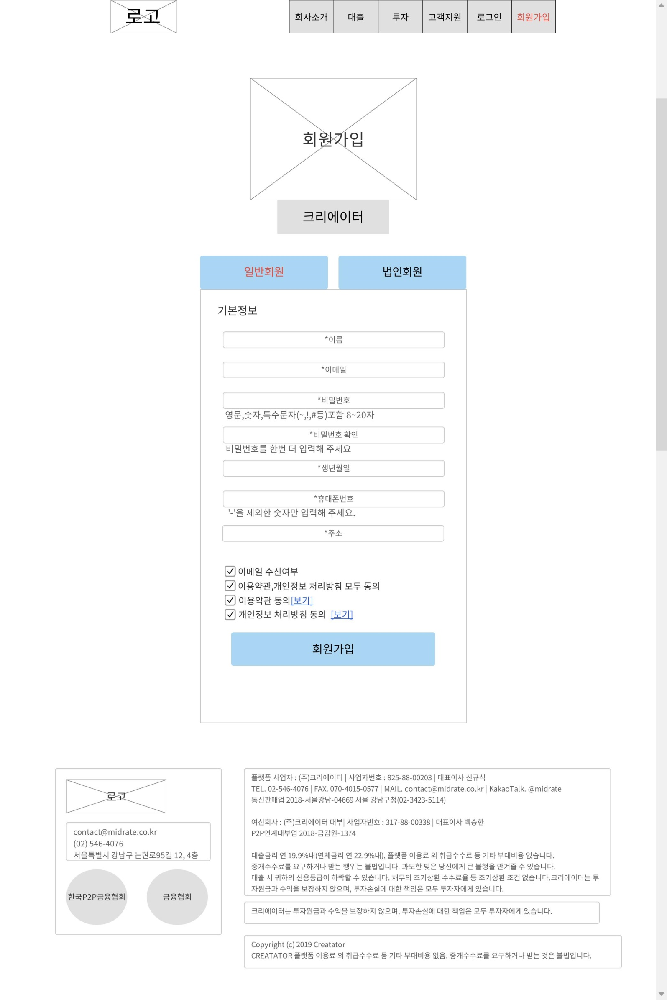 로고
회사소개 대출 투자 고객지원 로그인 회원가입
회원가입
크리에이터
일반회원 법인회원
기본정보
*이름
*이메일
*비밀번호
영문,숫자,특수문자(~,!,#등)포함 8~20자
*비밀번호 확인
비밀번호를 한번 더 입력해 주세요
*생년월일
*휴대폰번호
'-'을 제외한 숫자만 입력해 주세요.
*주소
이메일 수신여부
이용약관,개인정보 처리방침 모두 동의
이용약관 동의[보기]
개인정보 처리방침 동의 [보기]
회원가입
로고
contact@midrate.co.kr
(02) 546-4076
서울특별시 강남구 논현로95길 12, 4층
한국P2P금융협회 금융협회
플랫폼 사업자 : (주)크리에이터 | 사업자번호 : 825-88-00203 | 대표이사 신규식
TEL. 02-546-4076 | FAX. 070-4015-0577 | MAIL. contact@midrate.co.kr | KakaoTalk. @midrate
통신판매업 2018-서울강남-04669 서울 강남구청(02-3423-5114)
여신회사 : (주)크리에이터 대부| 사업자번호 : 317-88-00338 | 대표이사 백승한
P2P연계대부업 2018-금감원-1374
대출금리 연 19.9%내(연체금리 연 22.9%내), 플랫폼 이용료 외 취급수수료 등 기타 부대비용 없습니다.
중개수수료를 요구하거나 받는 행위는 불법입니다. 과도한 빚은 당신에게 큰 불행을 안겨줄 수 있습니다.
대출 시 귀하의 신용등급이 하락할 수 있습니다. 채무의 조기상환 수수료율 등 조기상환 조건 없습니다.크리에이터는 투
자원금과 수익을 보장하지 않으며, 투자손실에 대한 책임은 모두 투자자에게 있습니다.
크리에이터는 투자원금과 수익을 보장하지 않으며, 투자손실에 대한 책임은 모두 투자자에게 있습니다.
Copyright (c) 2019 Creatator
CREATATOR 플랫폼 이용료 외 취급수수료 등 기타 부대비용 없음. 중개수수료를 요구하거나 받는 것은 불법입니다.